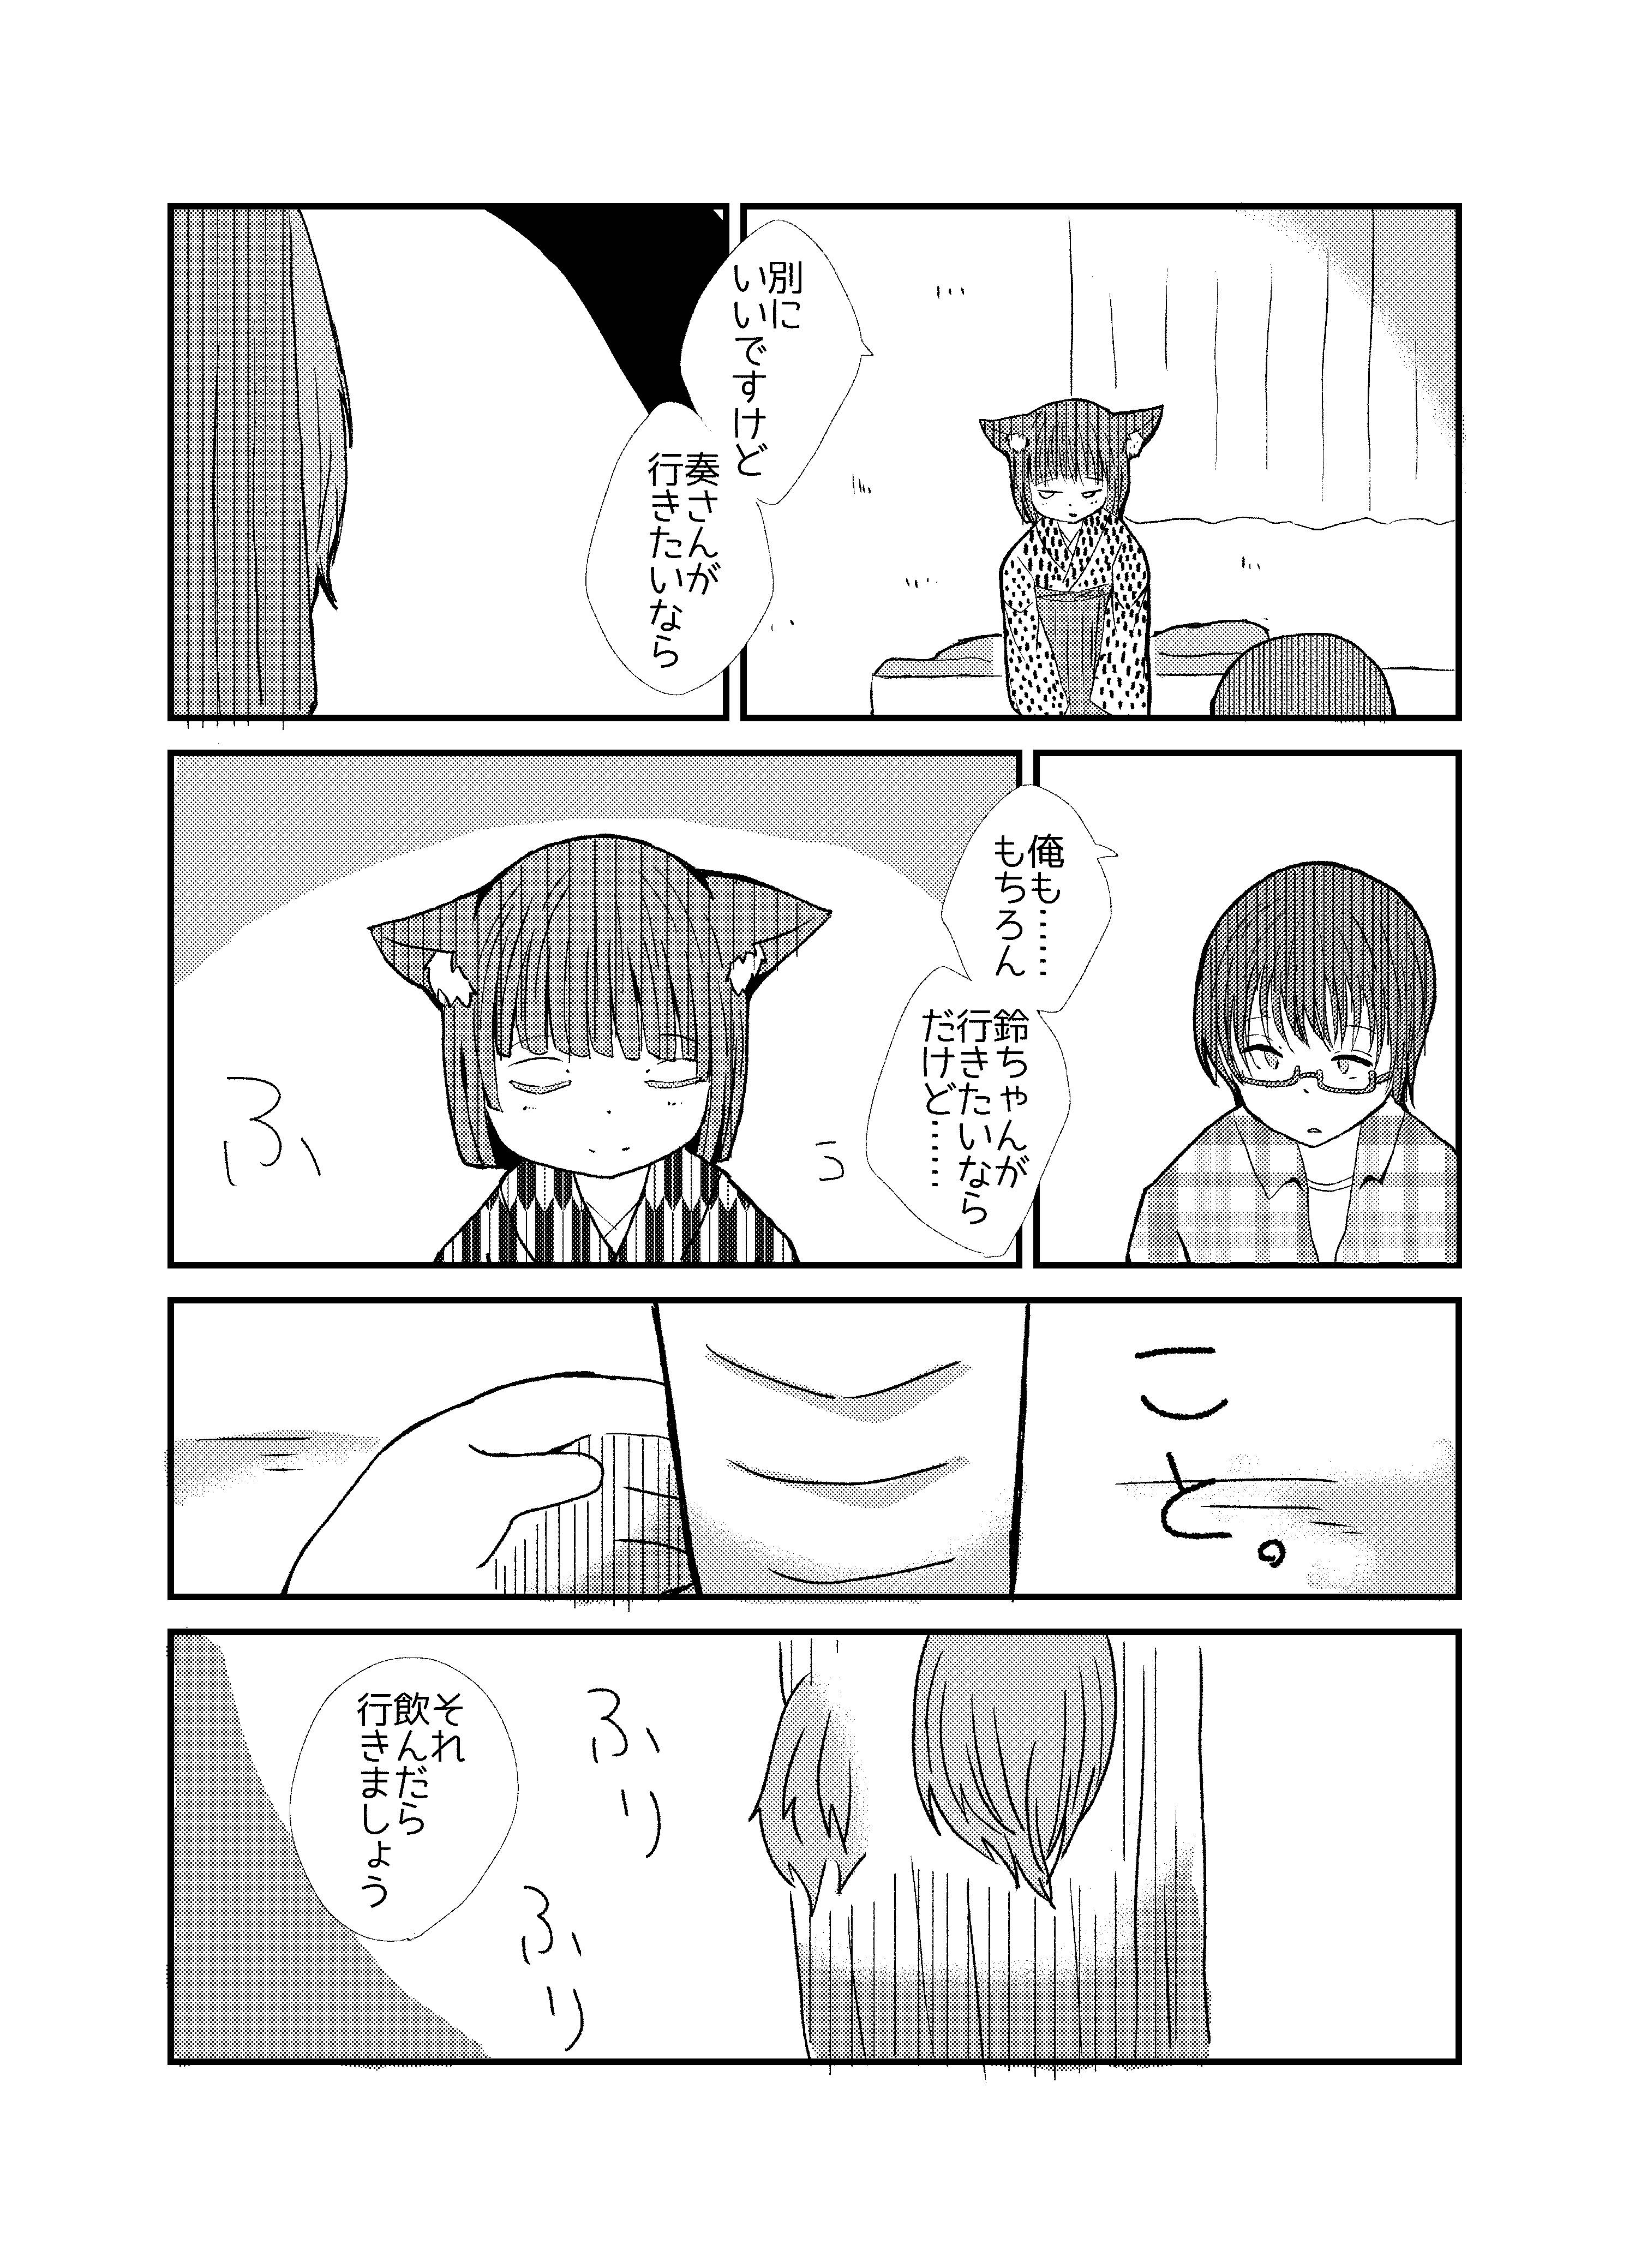 別に
いいですけど
奏さんが
行きたいなら
俺も……
もちろん
鈴ちゃんが
行きたいなら
だけど……
ふぅ
ことっ。
ふり
ふり
それ
飲んだら
行きましょう